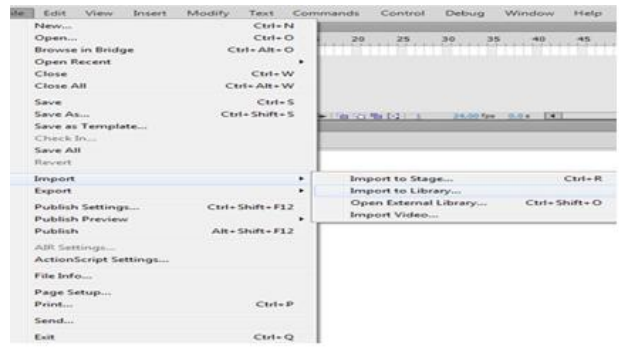 Edit View Insert Modify Text Commands Control Debug Window Help
New... Ctrl+N
Open... Ctrl+O
Browse in Bridge Ctrl+Alt+O
Open Recent
Close Ctrl+W
Close All Ctrl+Alt+W
Save Ctrl+S
Save As... Ctrl+Shift+S
Save as Template...
Check In...
Save All
Revert
Import
Export
Publish Settings... Ctrl+Shift+F12
Publish Preview
Publish Alt+Shift+F12
AIR Settings...
ActionScript Settings...
File Info...
Page Setup...
Print... Ctrl+P
Send...
Exit Ctrl+Q
20 25 30 35 40 45
1 24.00 fps 0.0 s
Import to Stage... Ctrl+R
Import to Library...
Open External Library... Ctrl+Shift+O
Import Video...